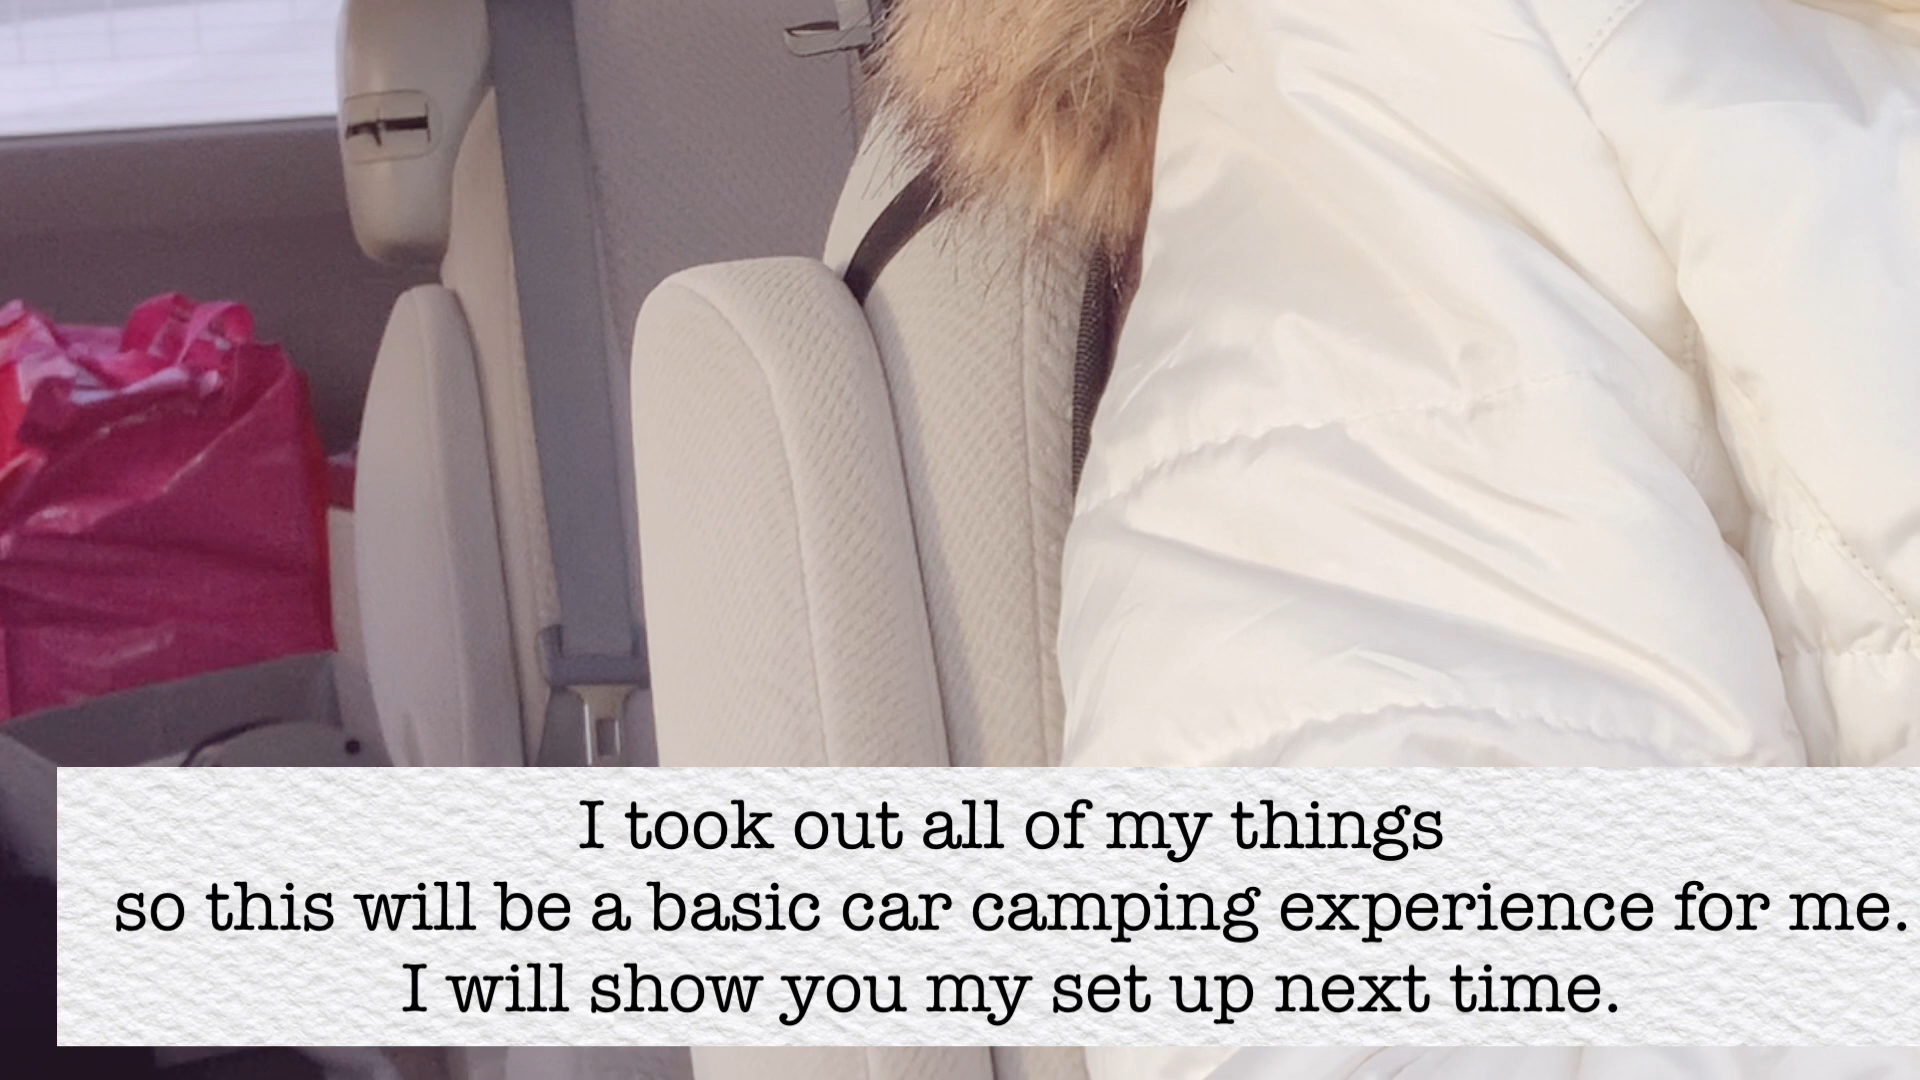 I took out all of my things
so this will be a basic car camping experience for me.
I will show you my set up next time.